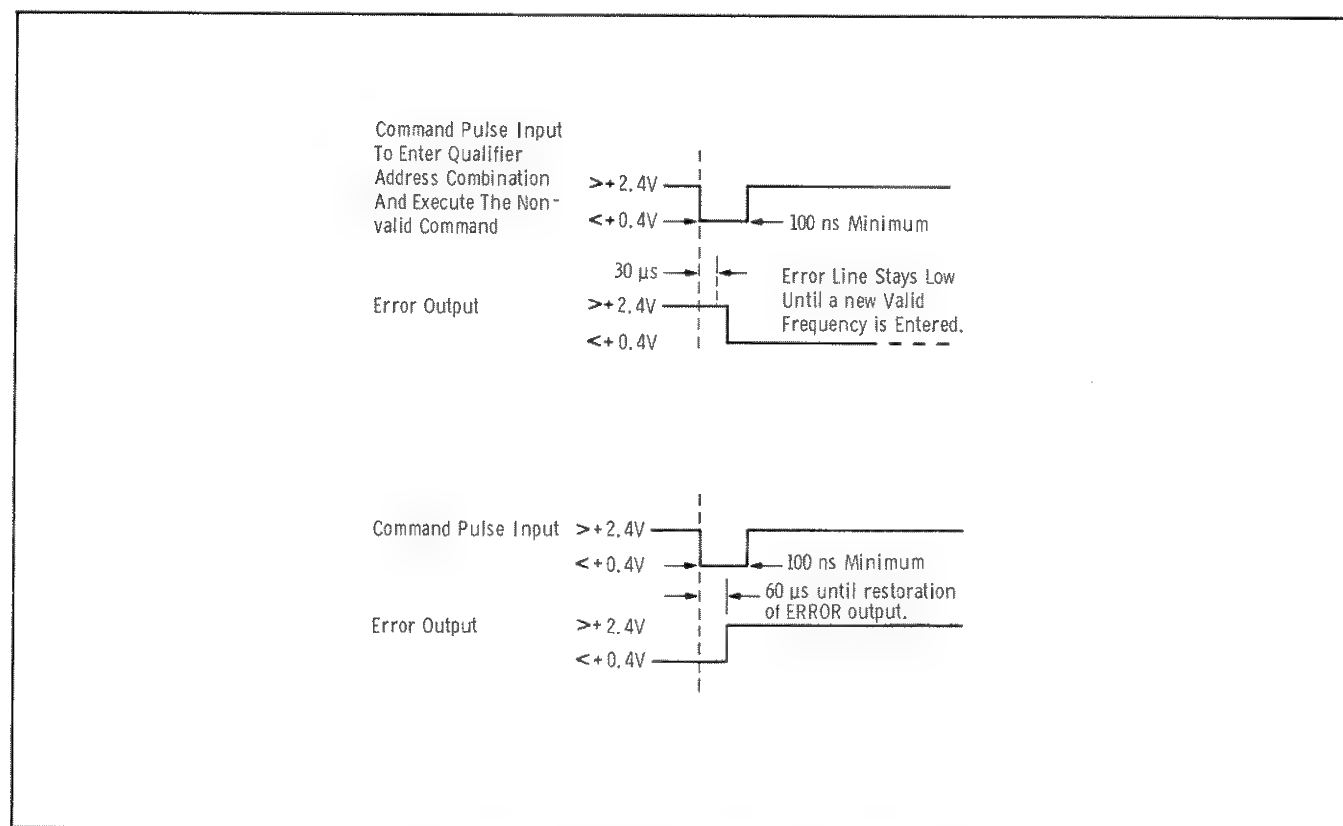 Command Pulse Input
To Enter Qualifier
Address Combination
And Execute The Non-
valid Command
>+2.4V
<+0.4V
100 ns Minimum
30 µs
Error Output
>+2.4V
<+0.4V
Error Line Stays Low
Until a new Valid
Frequency is Entered.
Command Pulse Input
>+2.4V
<+0.4V
100 ns Minimum
60 µs until restoration
of ERROR output.
Error Output
>+2.4V
<+0.4V